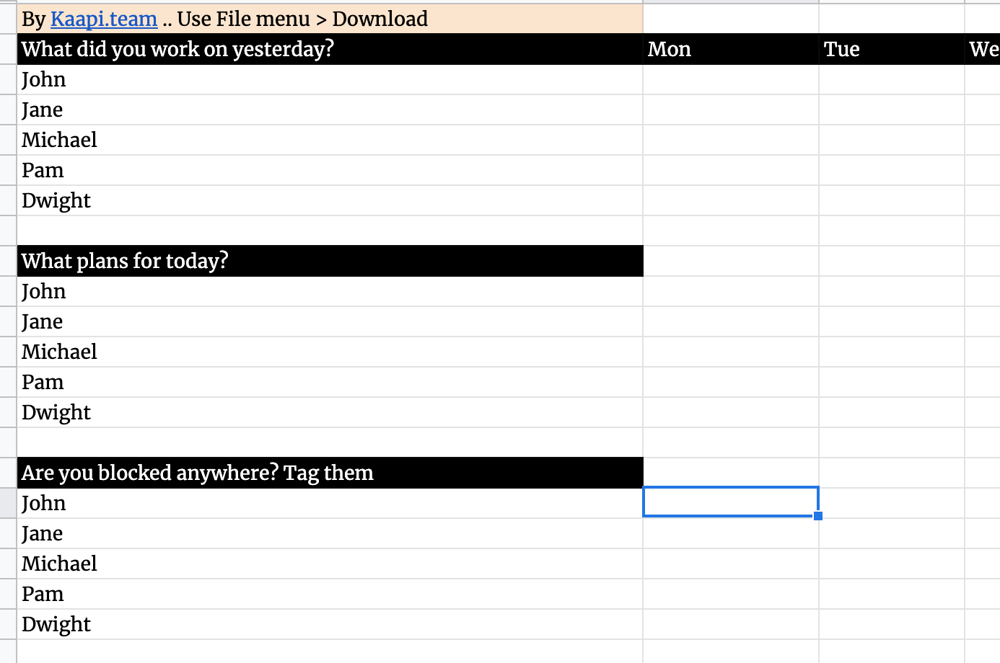 By Kaapi.team .. Use File menu > Download
What did you work on yesterday? Mon Tue We
John
Jane
Michael
Pam
Dwight
What plans for today?
John
Jane
Michael
Pam
Dwight
Are you blocked anywhere? Tag them
John
Jane
Michael
Pam
Dwight